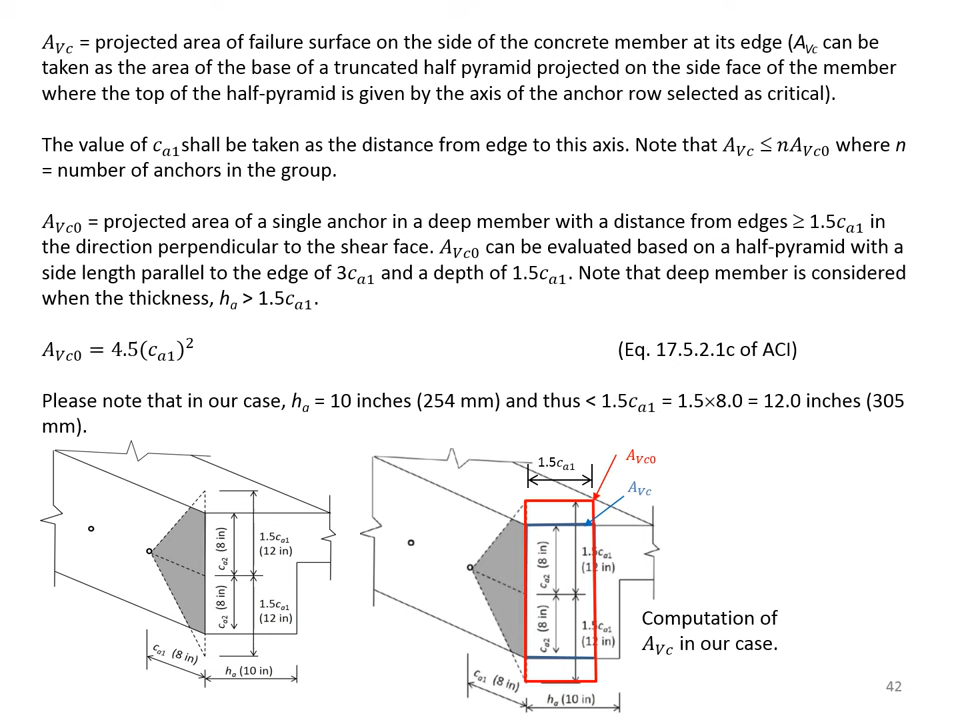 A_Vc = projected area of failure surface on the side of the concrete member at its edge (A_Vc can be
taken as the area of the base of a truncated half pyramid projected on the side face of the member
where the top of the half-pyramid is given by the axis of the anchor row selected as critical).
The value of c_a1 shall be taken as the distance from edge to this axis. Note that A_Vc ≤ nA_Vc0 where n
= number of anchors in the group.
A_Vc0 = projected area of a single anchor in a deep member with a distance from edges ≥ 1.5c_a1 in
the direction perpendicular to the shear face. A_Vc0 can be evaluated based on a half-pyramid with a
side length parallel to the edge of 3c_a1 and a depth of 1.5c_a1. Note that deep member is considered
when the thickness, h_a > 1.5c_a1.
A_Vc0 = 4.5(c_a1)² (Eq. 17.5.2.1c of ACI)
Please note that in our case, h_a = 10 inches (254 mm) and thus < 1.5c_a1 = 1.5×8.0 = 12.0 inches (305
mm).
c_a2 (8 in)
1.5c_a1
(12 in)
c_a2 (8 in)
1.5c_a1
(12 in)
c_a1 (8 in)
h_a (10 in)
1.5c_a1
A_Vc0
A_Vc
c_a2 (8 in)
1.5c_a1
(12 in)
c_a2 (8 in)
1.5c_a1
(12 in)
c_a1 (8 in)
h_a (10 in)
Computation of
A_Vc in our case.
42